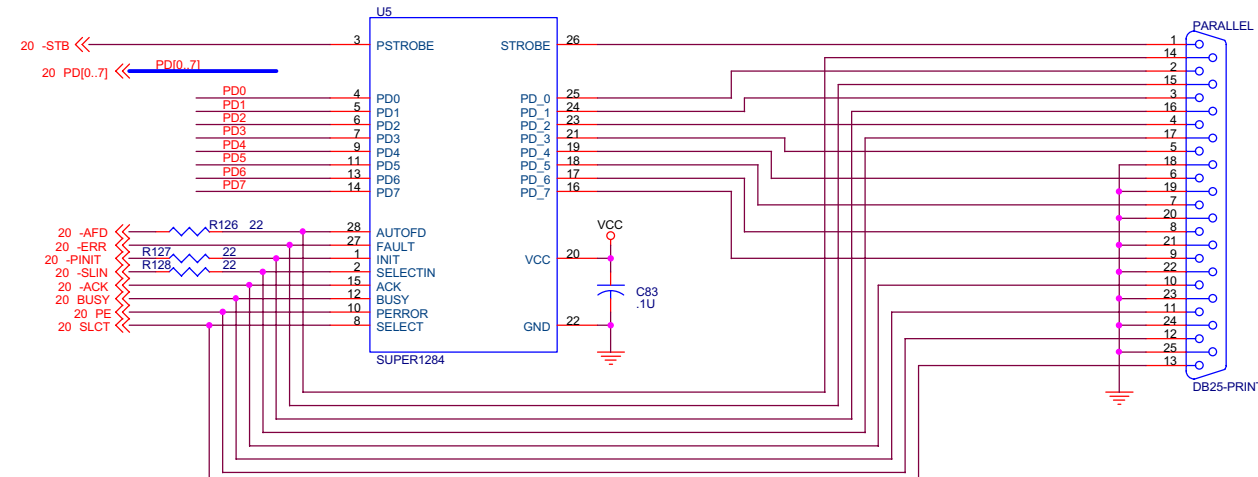 U5
PARALLEL
20 -STB
3 PSTROBE
STROBE 26
1
14
20 PD[0..7]
PD[0..7]
2
15
PD0 4 PD0
PD_0 25
3
PD1 5 PD1
PD_1 24
16
PD2 6 PD2
PD_2 23
4
PD3 7 PD3
PD_3 21
17
PD4 9 PD4
PD_4 19
5
PD5 11 PD5
PD_5 18
18
PD6 13 PD6
PD_6 17
6
PD7 14 PD7
PD_7 16
19
7
20
20 -AFD
R126 22
28 AUTOFD
VCC
8
20 -ERR
27 FAULT
21
20 -PINIT
R127 22
1 INIT
VCC 20
9
20 -SLIN
R128 22
2 SELECTIN
22
20 -ACK
15 ACK
10
20 BUSY
12 BUSY
C83
.1U
23
20 PE
10 PERROR
11
20 SLCT
8 SELECT
GND 22
24
12
25
13
SUPER1284
DB25-PRIN